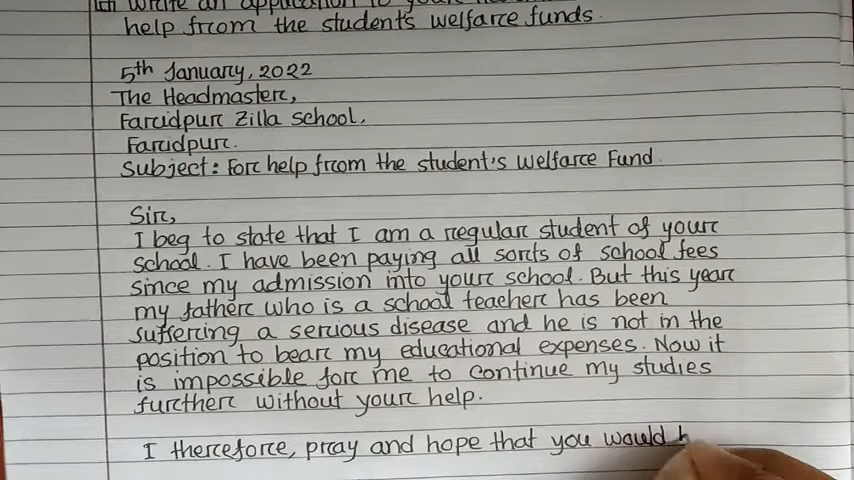 write an application to your
help from the student's welfare funds.
5th January, 2022
The Headmaster,
Faridpur Zilla School,
Faridpur.
Subject: For help from the student's Welfare Fund.
Sir,
I beg to state that I am a regular student of your
school. I have been paying all sorts of school fees
since my admission into your school. But this year
my father who is a school teacher has been
suffering a serious disease and he is not in the
position to bear my educational expenses. Now it
is impossible for me to continue my studies
further without your help.
I therefore, pray and hope that you would